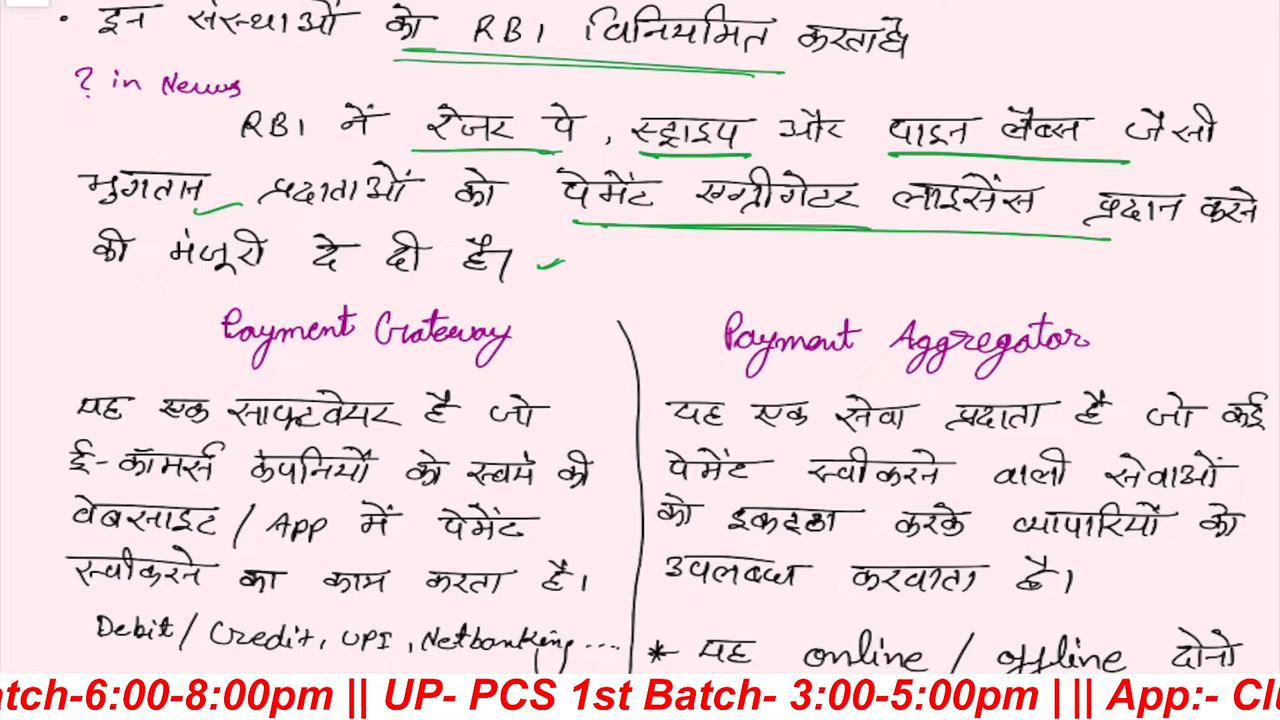 · इन संस्थाओं को RBI विनियमित करता है
? in News
RBI में रेजर पे, स्ट्राइप और पाइन लैब्स जैसी
भुगतान प्रदाताओं को पेमेंट एग्रीगेटर लाइसेंस प्रदान करने
की मंजूरी दे दी है।
Payment Gateway
यह एक साफ्टवेयर है जो
ई-कॉमर्स कंपनियों को स्वयं की
वेबसाइट / App में पेमेंट
स्वीकरने का काम करता है।
Debit/ Credit, UPI, Netbanking ....
Payment Aggregator
यह एक सेवा प्रदाता है जो कई
पेमेंट स्वीकरने वाली सेवाओं
को इकट्ठा करके व्यापारियों को
उपलब्ध करवाता है।
* यह online / offline दोनो
atch-6:00-8:00pm || UP- PCS 1st Batch- 3:00-5:00pm | || App:- Cl